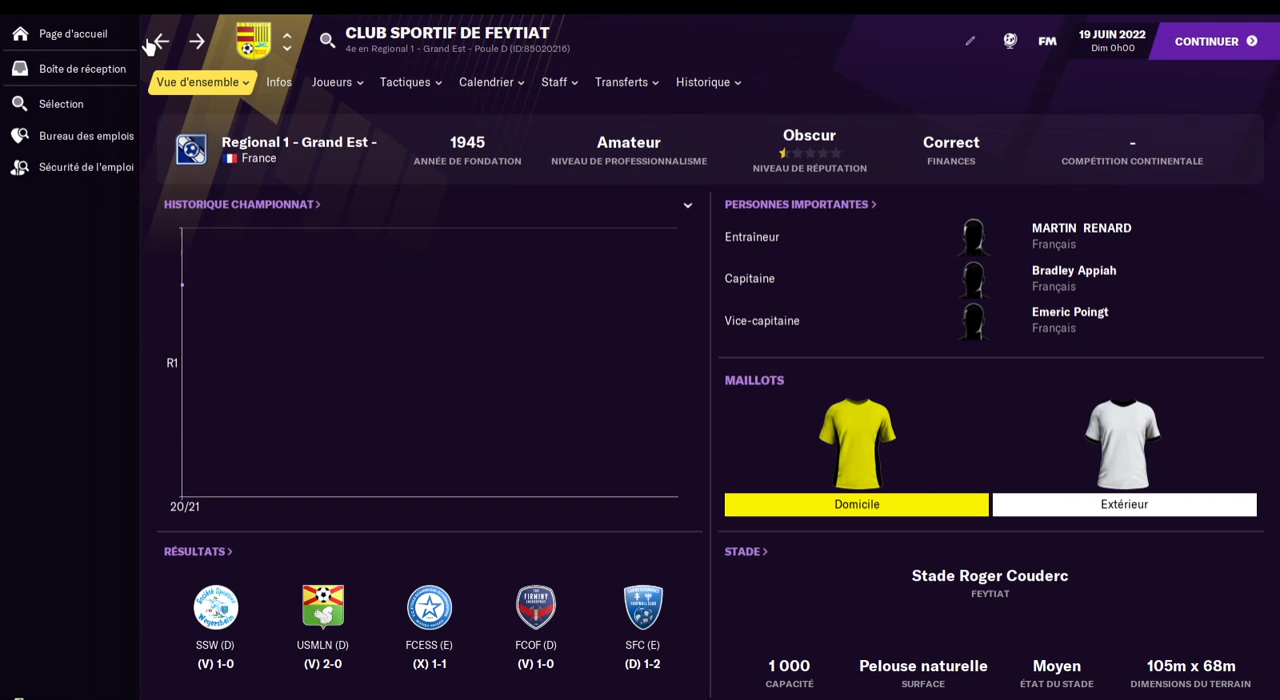 Page d'accueil
Boîte de réception
Sélection
Bureau des emplois
Sécurité de l'emploi
CLUB SPORTIF DE FEYTIAT
4e en Regional 1 - Grand Est - Poule D (ID:85020216)
FM
19 JUIN 2022
Dim 0h00
CONTINUER
Vue d'ensemble
Infos
Joueurs
Tactiques
Calendrier
Staff
Transferts
Historique
Regional 1 - Grand Est -
France
1945
ANNÉE DE FONDATION
Amateur
NIVEAU DE PROFESSIONNALISME
Obscur
NIVEAU DE RÉPUTATION
Correct
FINANCES
-
COMPÉTITION CONTINENTALE
HISTORIQUE CHAMPIONNAT
R1
20/21
PERSONNES IMPORTANTES
Entraîneur
MARTIN RENARD
Français
Capitaine
Bradley Appiah
Français
Vice-capitaine
Emeric Poingt
Français
MAILLOTS
Domicile
Extérieur
RÉSULTATS
SSW (D)
(V) 1-0
USMLN (D)
(V) 2-0
FCESS (E)
(X) 1-1
FIRMINY
FCOF (D)
(V) 1-0
SFC (E)
(D) 1-2
STADE
Stade Roger Couderc
FEYTIAT
1 000
CAPACITÉ
Pelouse naturelle
SURFACE
Moyen
ÉTAT DU STADE
105m x 68m
DIMENSIONS DU TERRAIN